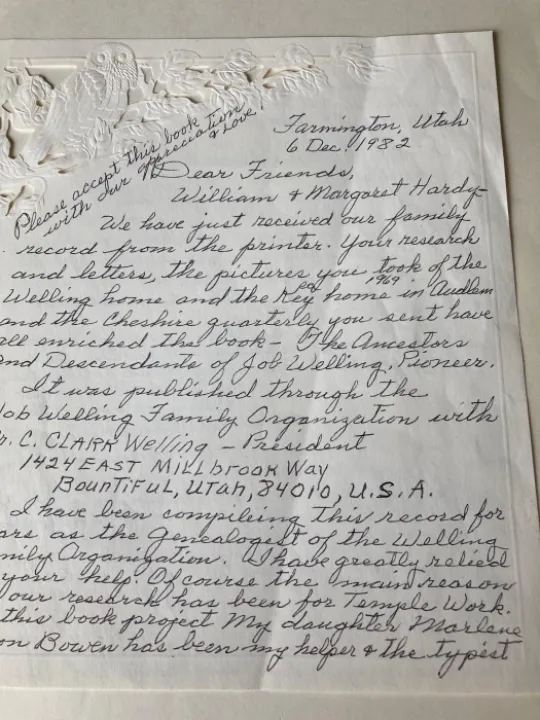 Please accept this book
with our appreciation
& love!
Farmington, Utah
6 Dec. 1982
Dear Friends,
William & Margaret Hardy-
We have just received our family
record from the printer. Your research
and letters, the pictures you took of the
1969
Welling home and the Key home in Audlem
and the Cheshire quarterly you sent have
all enriched the book - The Ancestors
and Descendants of Job Welling, Pioneer.
It was published through the
Job Welling Family Organization with
C. CLARK Welling - President
1424 EAST Millbrook Way
BOUNTIFUL, UTah, 84010, U.S.A.
I have been compileing this record for
ars as the Genealogist of the Welling
mily Organization. I have greatly relied
your help. Of course the main reason
our research has been for Temple Work.
this book project My daughter Marlene
on Bowen has been my helper & the typist